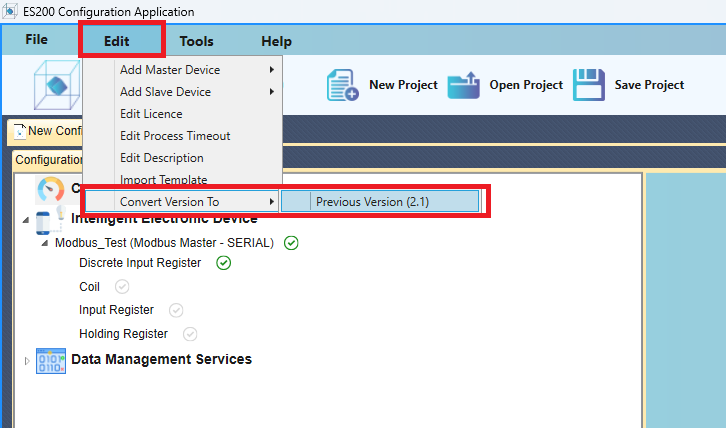 ES200 Configuration Application
File Edit Tools Help
New Project Open Project Save Project
Add Master Device
Add Slave Device
Edit Licence
Edit Process Timeout
Edit Description
Import Template
Convert Version To Previous Version (2.1)
New Confi
Configuration
C
Intelligent Electronic Device
Modbus_Test (Modbus Master - SERIAL)
Discrete Input Register
Coil
Input Register
Holding Register
Data Management Services